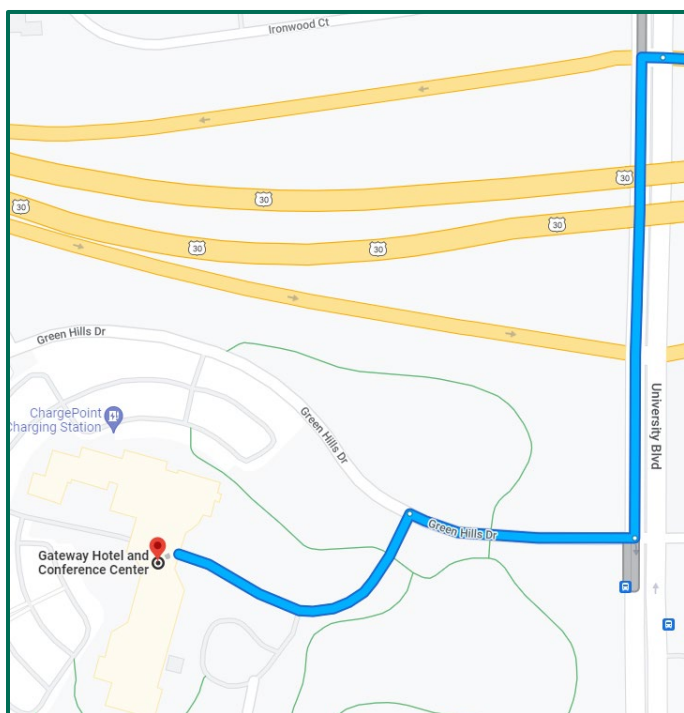 Ironwood Ct
30
30
30
30
30
30
Green Hills Dr
ChargePoint
Charging Station
Green Hills Dr
University Blvd
Green Hills Dr
Gateway Hotel and
Conference Center